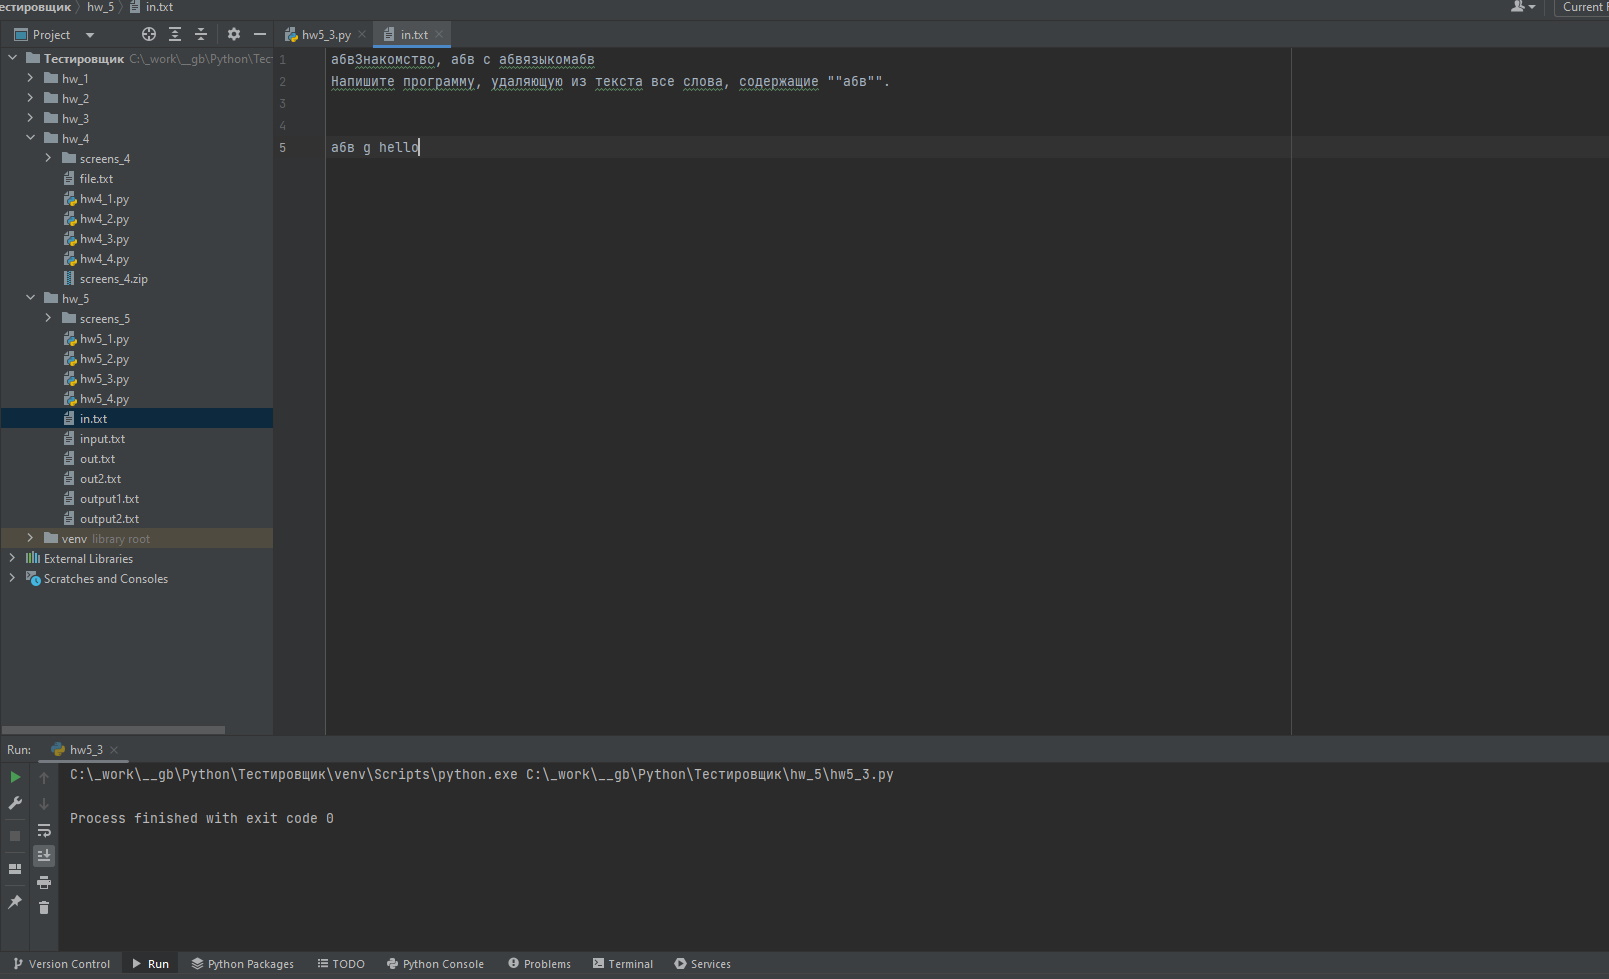 естировщик hw_5 in.txt
Current
Project
hw5_3.py in.txt
Тестировщик C:\_work\__gb\Python\Тест
hw_1
hw_2
hw_3
hw_4
screens_4
file.txt
hw4_1.py
hw4_2.py
hw4_3.py
hw4_4.py
screens_4.zip
hw_5
screens_5
hw5_1.py
hw5_2.py
hw5_3.py
hw5_4.py
in.txt
input.txt
out.txt
out2.txt
output1.txt
output2.txt
venv library root
External Libraries
Scratches and Consoles
1 абвЗнакомство, абв с абвязыкомабв
2 Напишите программу, удаляющую из текста все слова, содержащие ""абв"".
3
4
5 абв g hello
Run: hw5_3
C:\_work\__gb\Python\Тестировщик\venv\Scripts\python.exe C:\_work\__gb\Python\Тестировщик\hw_5\hw5_3.py
Process finished with exit code 0
Version Control Run Python Packages TODO Python Console Problems Terminal Services